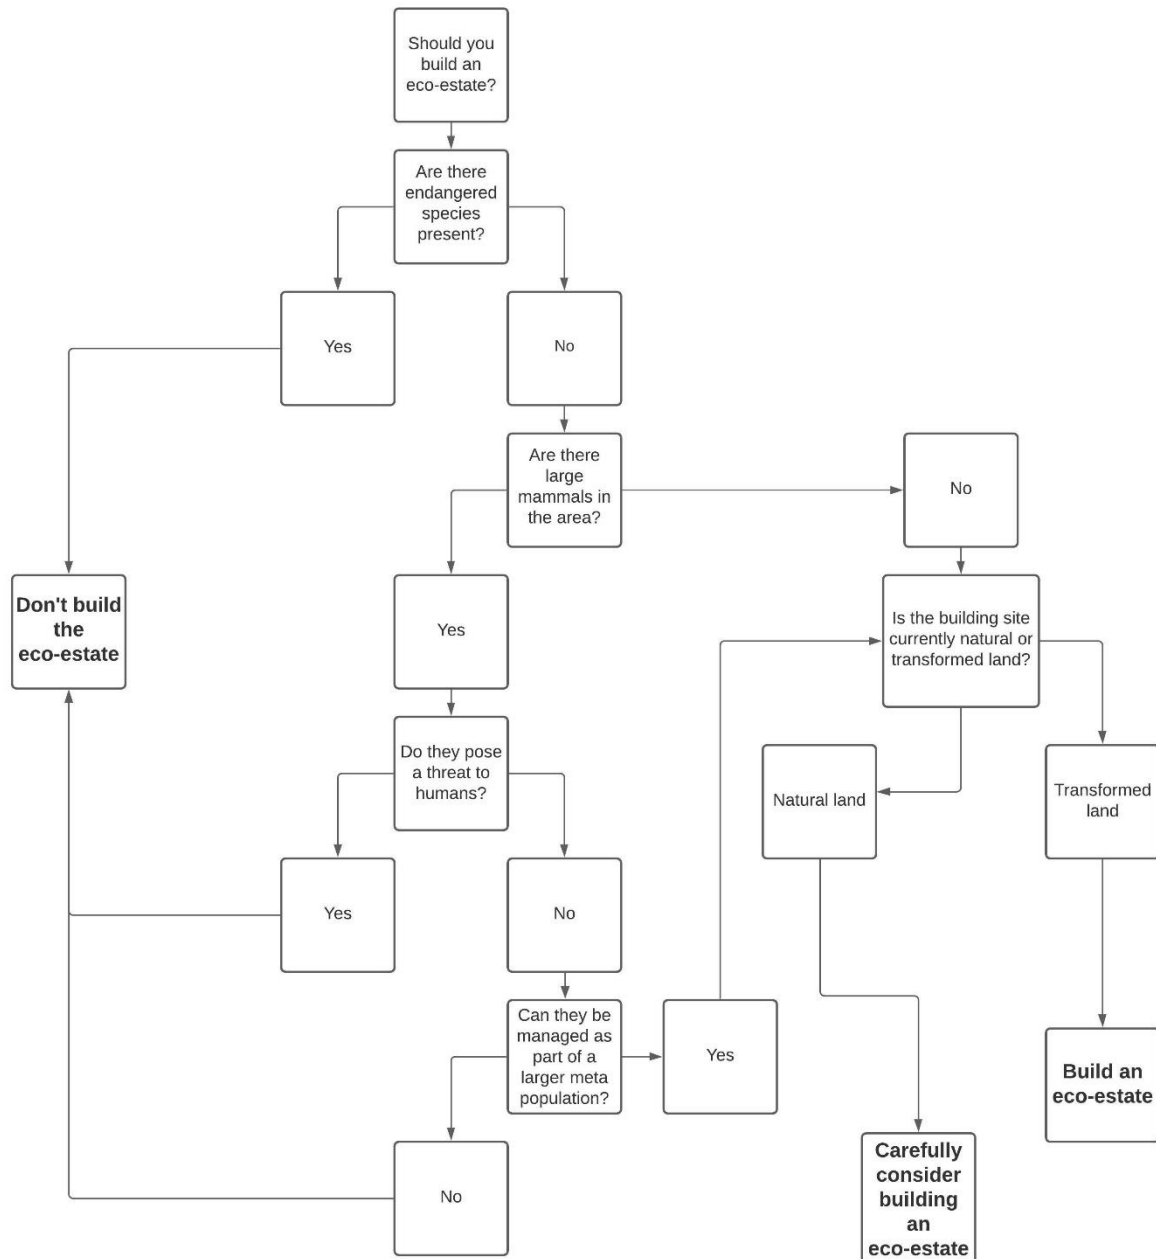 Should you
build an
eco-estate?
Are there
endangered
species
present?
Yes
No
Are there
large
mammals in
the area?
No
Yes
Don't build
the
eco-estate
Is the building site
currently natural or
transformed land?
Do they pose
a threat to
humans?
Natural land
Transformed
land
Yes
No
Can they be
managed as
part of a
larger meta
population?
Yes
Build an
eco-estate
No
Carefully
consider
building
an
eco-estate